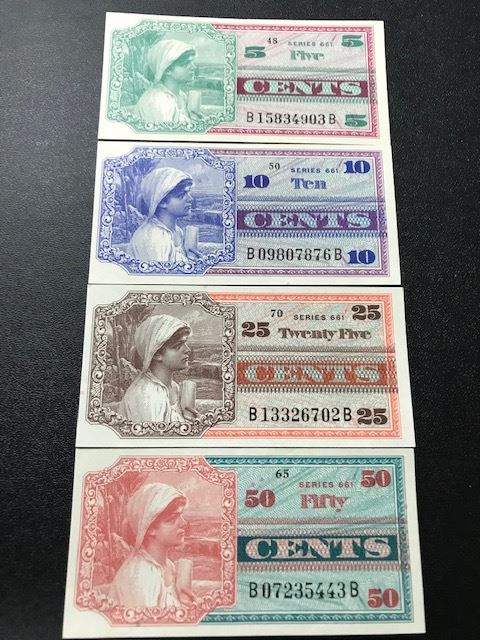 48 SERIES 661 5
5 Five
CENTS
B15834903B 5
50 SERIES 661 10
10 Ten
CENTS
B09807876B 10
70 SERIES 661 25
25 Twenty Five
CENTS
B13326702B 25
65 SERIES 661 50
50 Fifty
CENTS
B07235443B 50